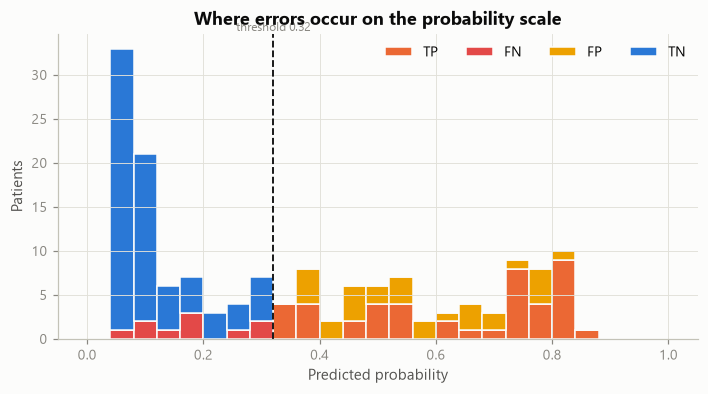 Where errors occur on the probability scale
threshold 0.32
TP FN FP TN
30
25
20
15
10
5
0
Patients
0.0 0.2 0.4 0.6 0.8 1.0
Predicted probability